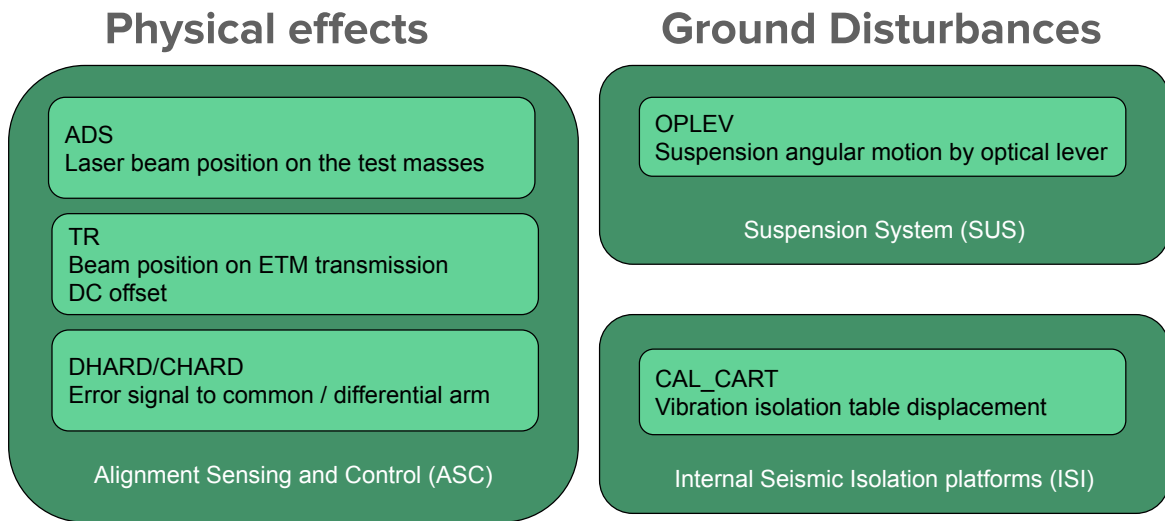 Physical effects
ADS
Laser beam position on the test masses
TR
Beam position on ETM transmission
DC offset
DHARD/CHARD
Error signal to common / differential arm
Alignment Sensing and Control (ASC)
Ground Disturbances
OPLEV
Suspension angular motion by optical lever
Suspension System (SUS)
CAL_CART
Vibration isolation table displacement
Internal Seismic Isolation platforms (ISI)